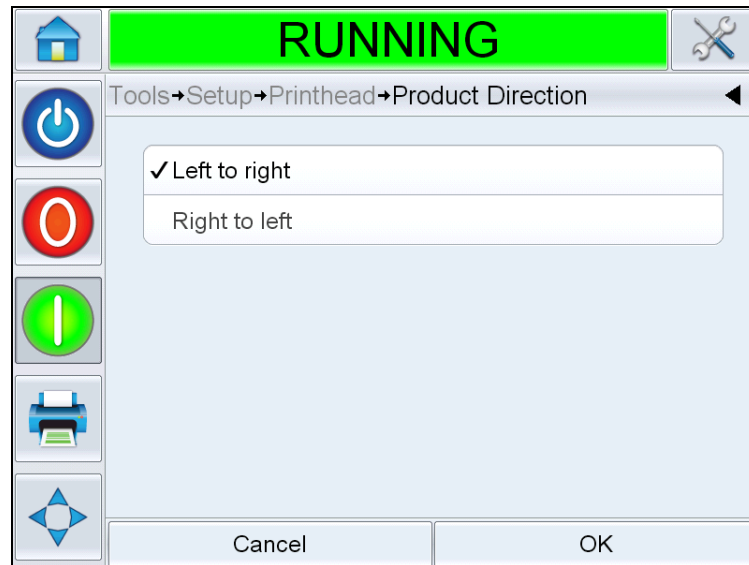 RUNNING
Tools→Setup→Printhead→Product Direction
✓Left to right
Right to left
Cancel
OK